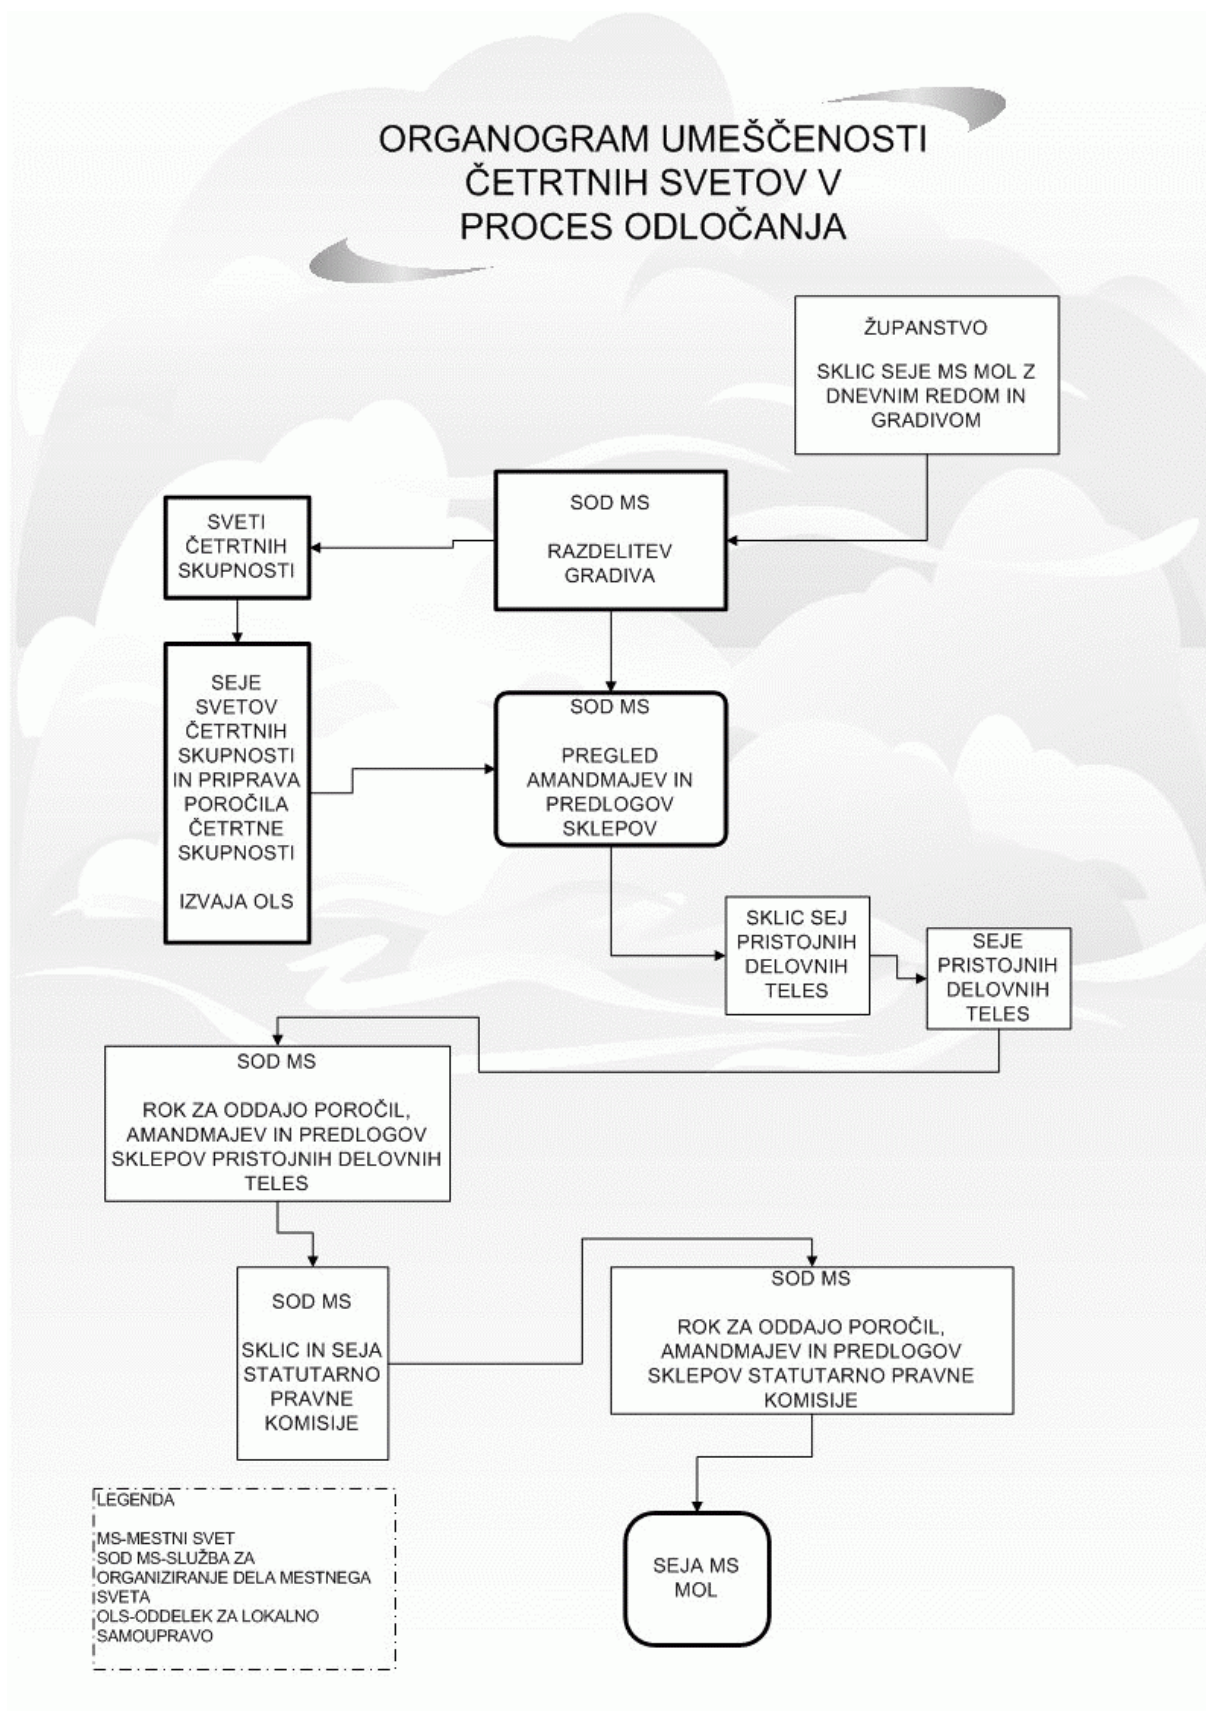 ORGANOGRAM UMEŠČENOSTI
ČETRTNIH SVETOV V
PROCES ODLOČANJA
ŽUPANSTVO
SKLIC SEJE MS MOL Z
DNEVNIM REDOM IN
GRADIVOM
SOD MS
RAZDELITEV
GRADIVA
SVETI
ČETRTNIH
SKUPNOSTI
SEJE
SVETOV
ČETRTNIH
SKUPNOSTI
IN PRIPRAVA
POROČILA
ČETRTNE
SKUPNOSTI
IZVAJA OLS
SOD MS
PREGLED
AMANDMAJEV IN
PREDLOGOV
SKLEPOV
SKLIC SEJ
PRISTOJNIH
DELOVNIH
TELES
SEJE
PRISTOJNIH
DELOVNIH
TELES
SOD MS
ROK ZA ODDAJO POROČIL,
AMANDMAJEV IN PREDLOGOV
SKLEPOV PRISTOJNIH DELOVNIH
TELES
SOD MS
SKLIC IN SEJA
STATUTARNO
PRAVNE
KOMISIJE
SOD MS
ROK ZA ODDAJO POROČIL,
AMANDMAJEV IN PREDLOGOV
SKLEPOV STATUTARNO PRAVNE
KOMISIJE
SEJA MS
MOL
LEGENDA
MS-MESTNI SVET
SOD MS-SLUŽBA ZA
ORGANIZIRANJE DELA MESTNEGA
SVETA
OLS-ODDELEK ZA LOKALNO
SAMOUPRAVO